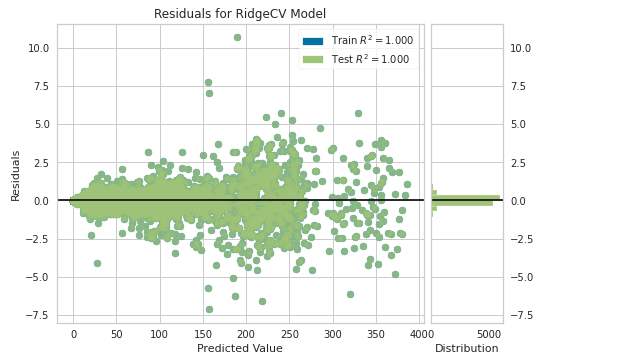 Residuals for RidgeCV Model
Train R² = 1.000
Test R² = 1.000
Residuals
10.0
7.5
5.0
2.5
0.0
−2.5
−5.0
−7.5
10.0
7.5
5.0
2.5
0.0
−2.5
−5.0
−7.5
0 50 100 150 200 250 300 350 400
0 5000
Predicted Value
Distribution